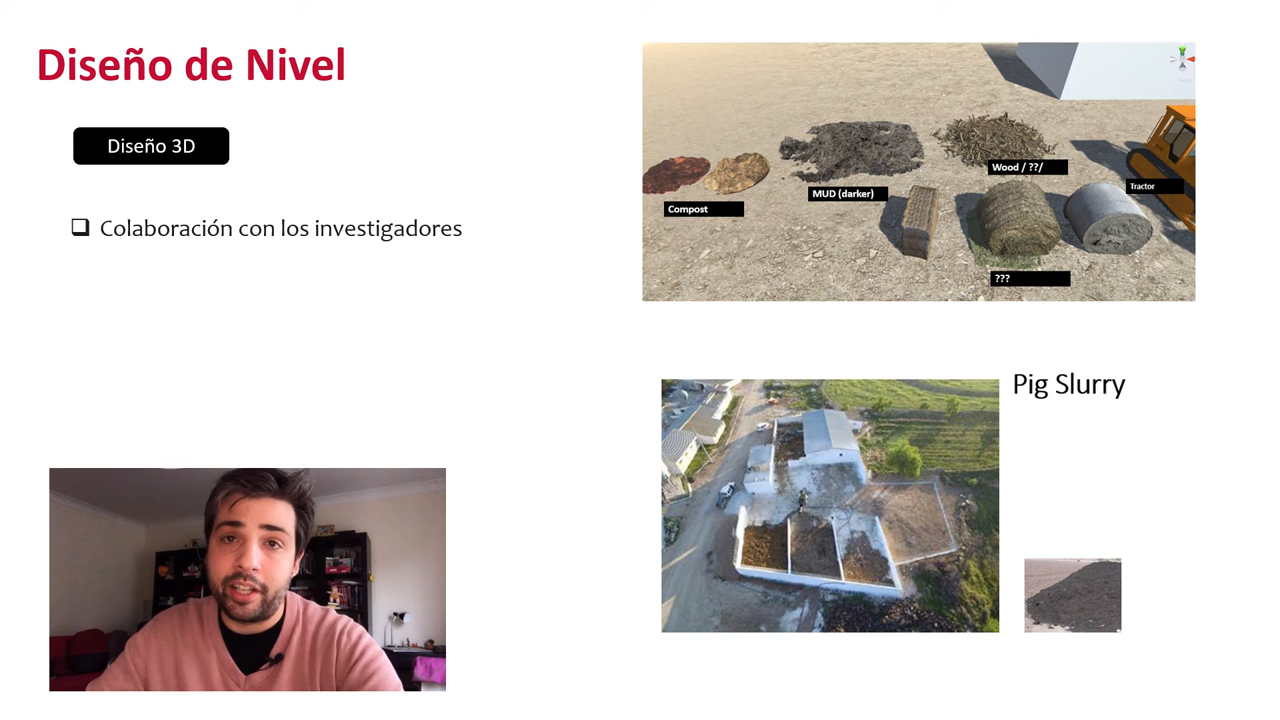 Diseño de Nivel
Diseño 3D
Colaboración con los investigadores
Compost
MUD (darker)
Wood / ??/
Tractor
???
Pig Slurry